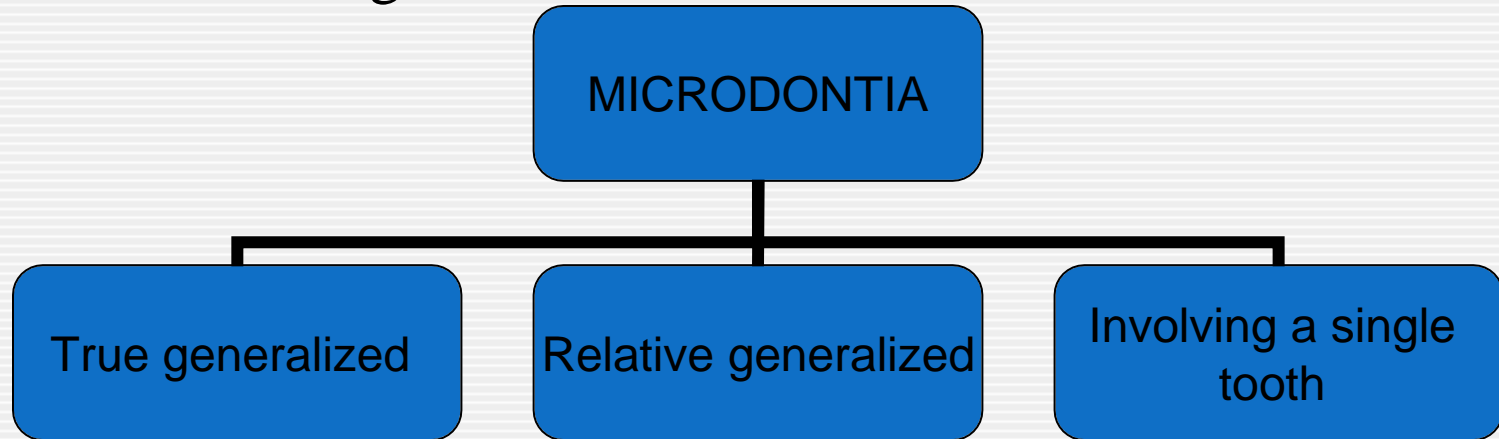 MICRODONTIA
True generalized
Relative generalized
Involving a single
tooth